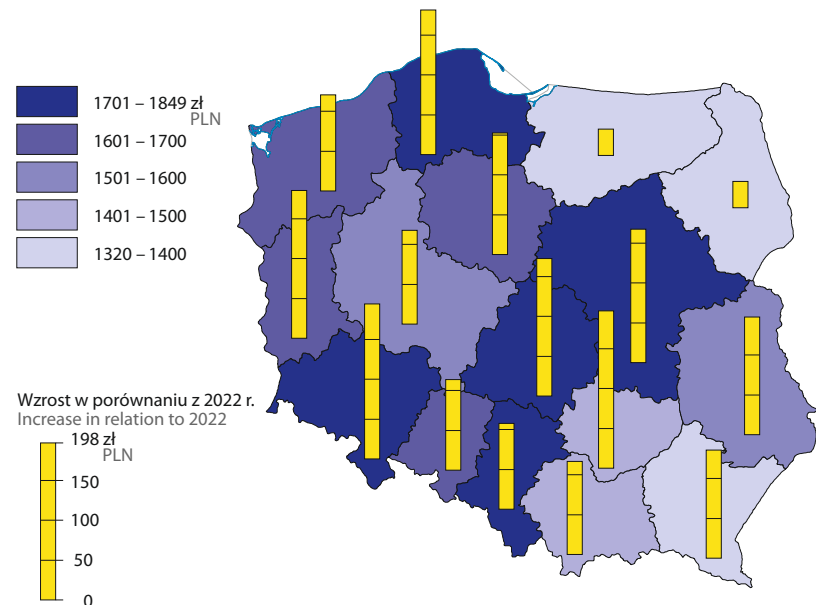 1701 – 1849 zł
PLN
1601 – 1700
1501 – 1600
1401 – 1500
1320 – 1400
Wzrost w porównaniu z 2022 r.
Increase in relation to 2022
198 zł
PLN
150
100
50
0